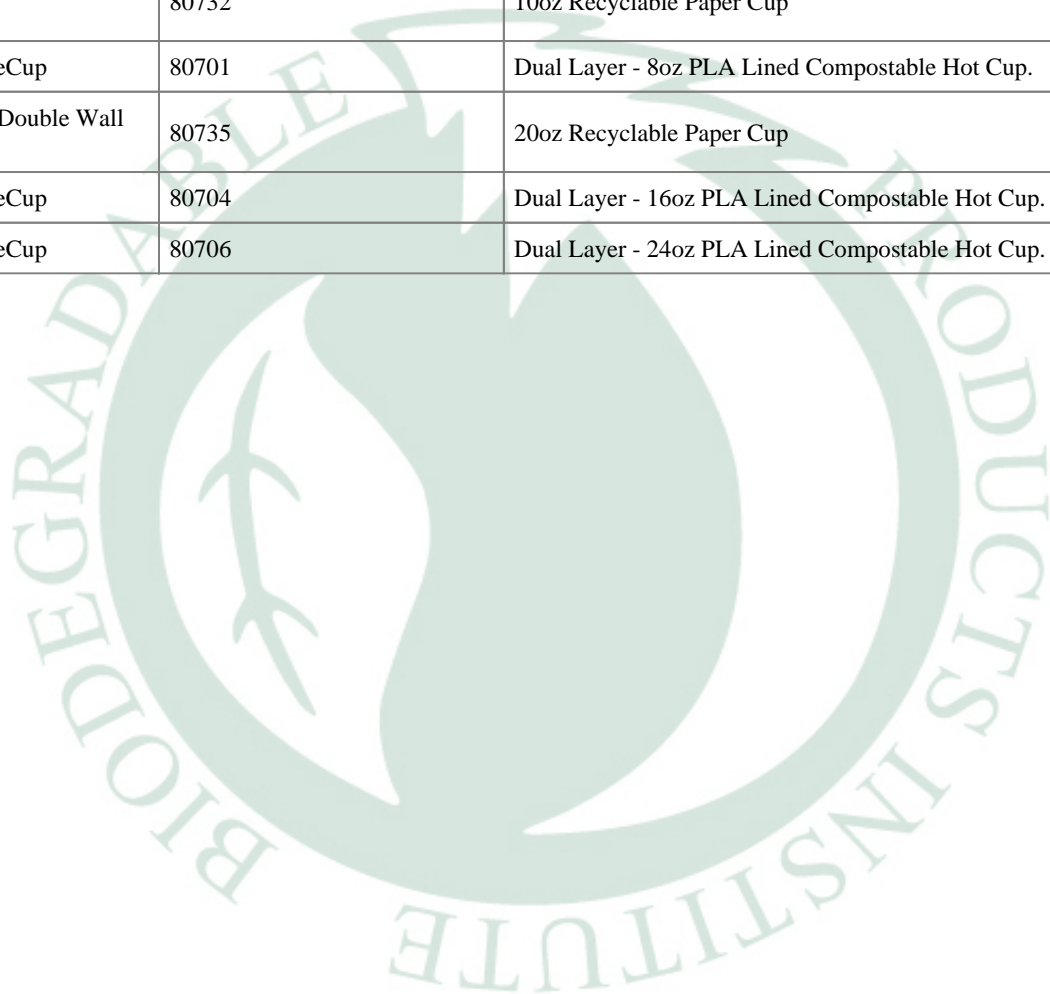 80732 10oz Recyclable Paper Cup
eCup 80701 Dual Layer - 8oz PLA Lined Compostable Hot Cup.
Double Wall 80735 20oz Recyclable Paper Cup
eCup 80704 Dual Layer - 16oz PLA Lined Compostable Hot Cup.
eCup 80706 Dual Layer - 24oz PLA Lined Compostable Hot Cup.
BIODEGRADABLE PRODUCTS INSTITUTE